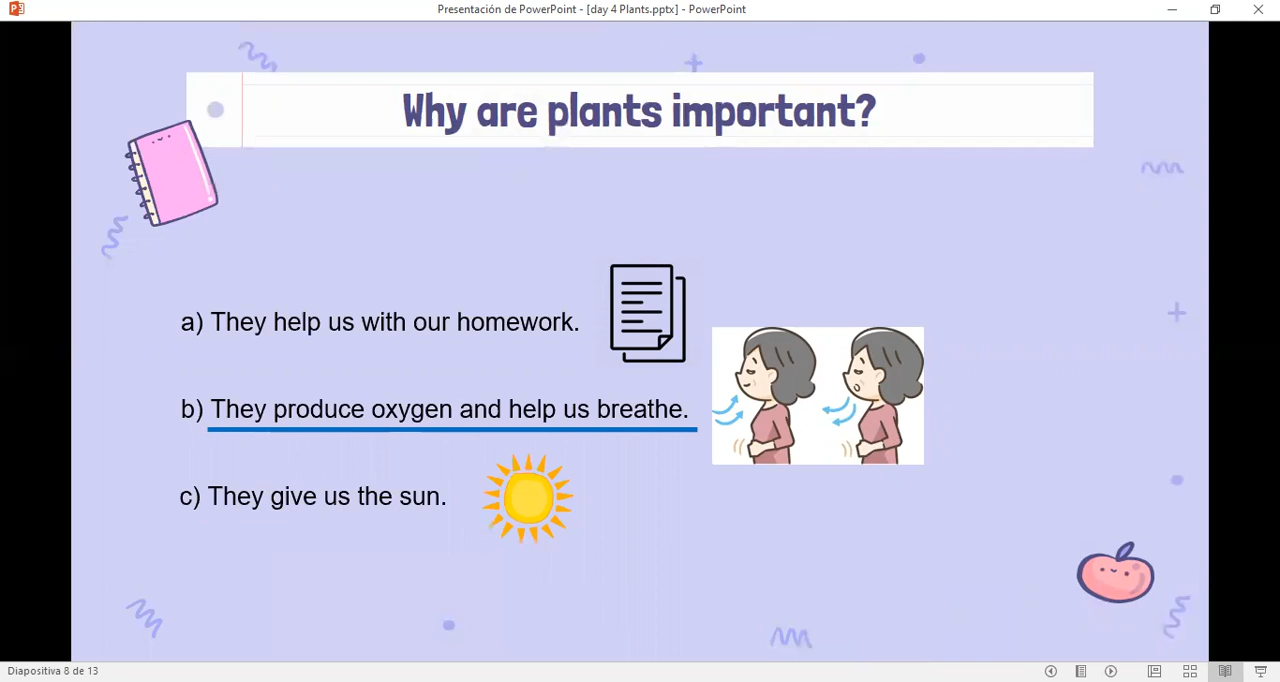 Presentación de PowerPoint - [day 4 Plants.pptx] - PowerPoint
Why are plants important?
a) They help us with our homework.
b) They produce oxygen and help us breathe.
c) They give us the sun.
Diapositiva 8 de 13